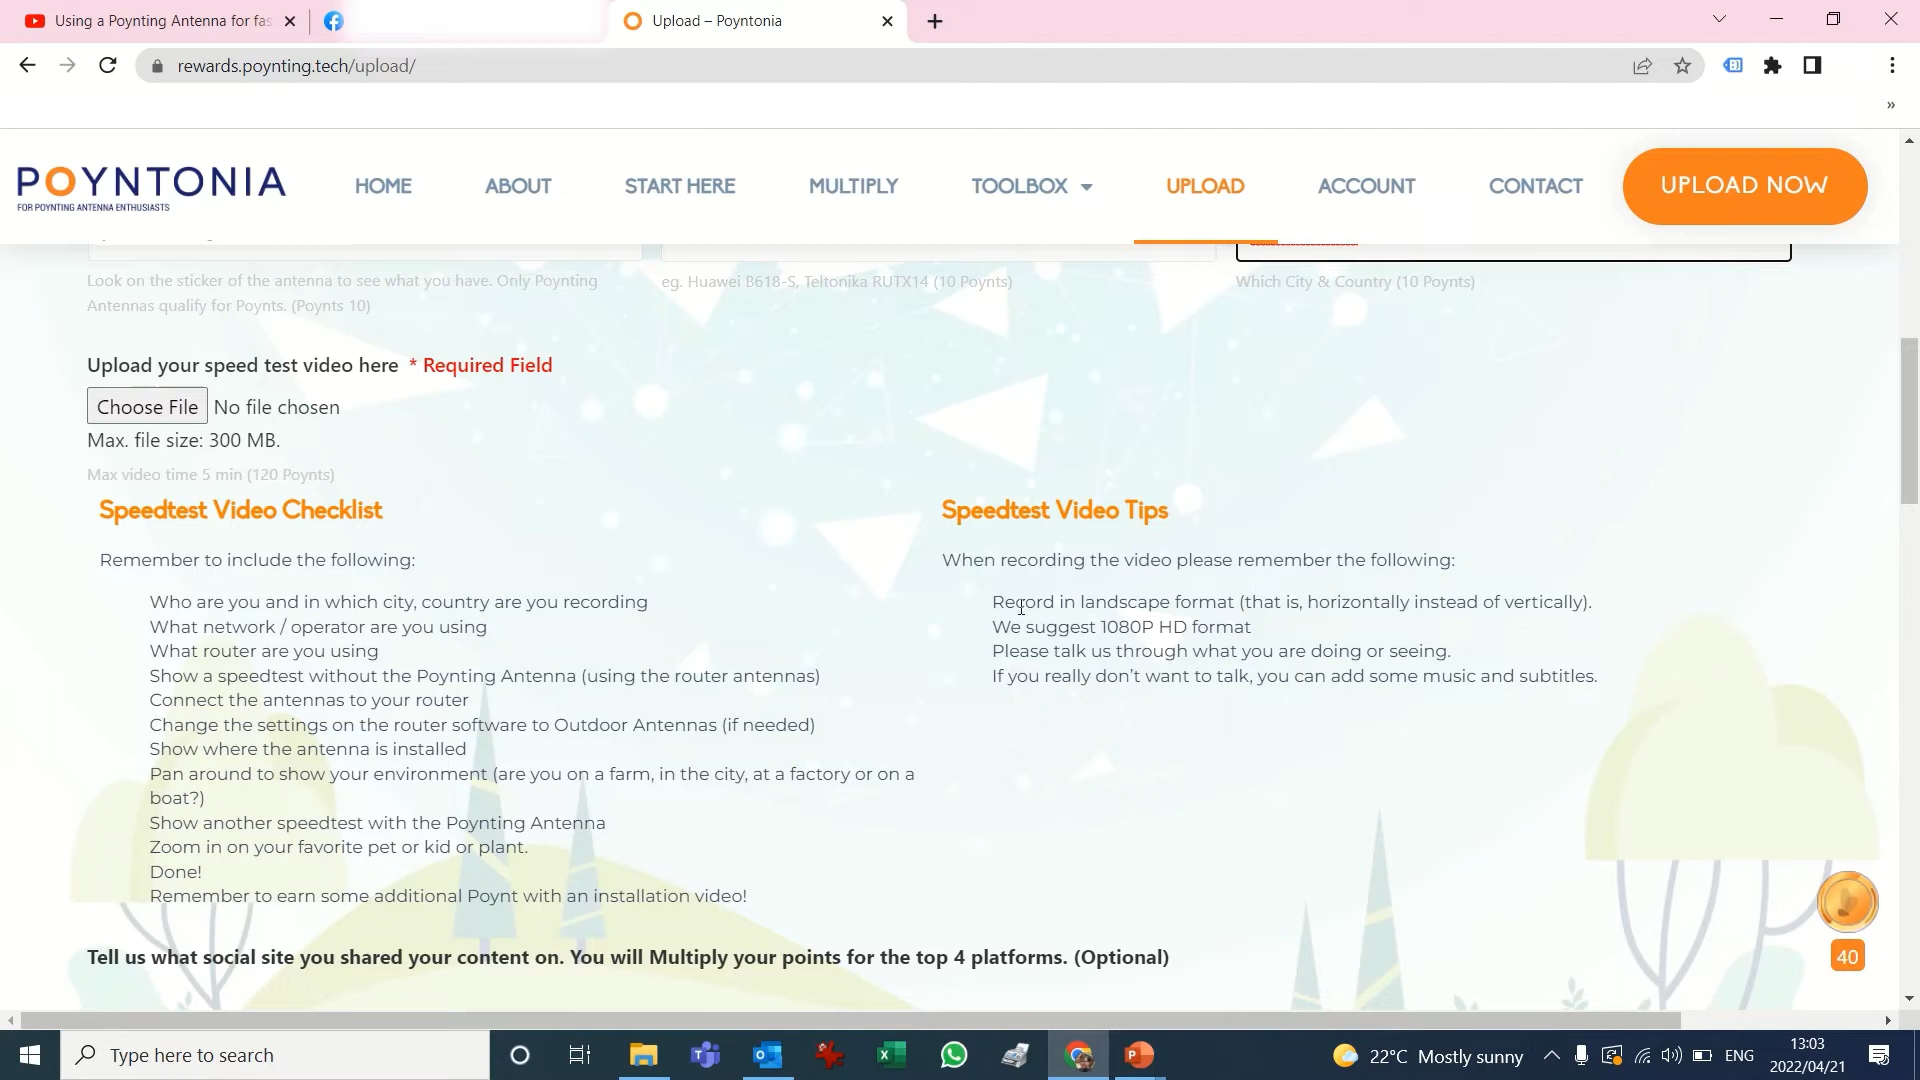 Using a Poynting Antenna for fas
Upload – Poyntonia
rewards.poynting.tech/upload/
POYNTONIA
FOR POYNTING ANTENNA ENTHUSIASTS
HOME
ABOUT
START HERE
MULTIPLY
TOOLBOX
UPLOAD
ACCOUNT
CONTACT
UPLOAD NOW
Look on the sticker of the antenna to see what you have. Only Poynting
Antennas qualify for Poynts. (Poynts 10)
eg. Huawei B618-S, Teltonika RUTX14 (10 Poynts)
Which City & Country (10 Poynts)
Upload your speed test video here * Required Field
Choose File No file chosen
Max. file size: 300 MB.
Max video time 5 min (120 Poynts)
Speedtest Video Checklist
Remember to include the following:
Who are you and in which city, country are you recording
What network / operator are you using
What router are you using
Show a speedtest without the Poynting Antenna (using the router antennas)
Connect the antennas to your router
Change the settings on the router software to Outdoor Antennas (if needed)
Show where the antenna is installed
Pan around to show your environment (are you on a farm, in the city, at a factory or on a
boat?)
Show another speedtest with the Poynting Antenna
Zoom in on your favorite pet or kid or plant.
Done!
Remember to earn some additional Poynt with an installation video!
Speedtest Video Tips
When recording the video please remember the following:
Record in landscape format (that is, horizontally instead of vertically).
We suggest 1080P HD format
Please talk us through what you are doing or seeing.
If you really don’t want to talk, you can add some music and subtitles.
40
Tell us what social site you shared your content on. You will Multiply your points for the top 4 platforms. (Optional)
Type here to search
22°C Mostly sunny
ENG
13:03
2022/04/21